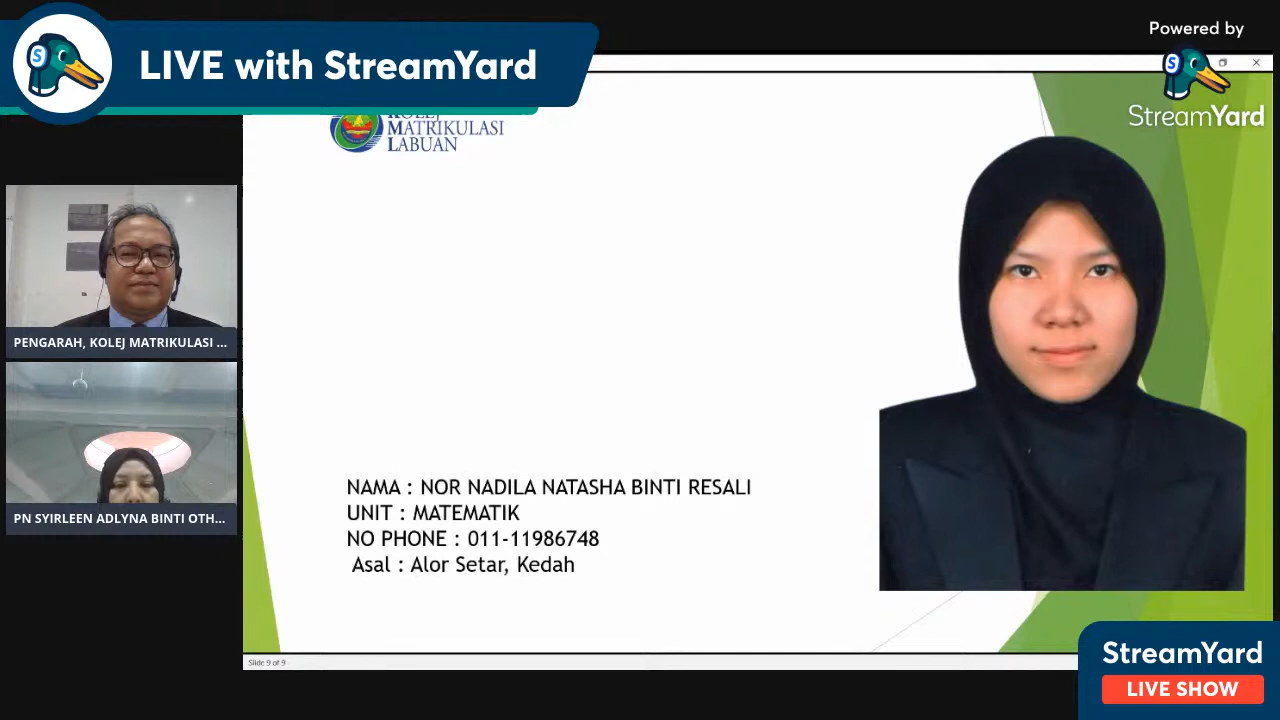 LIVE with StreamYard
Powered by
StreamYard
KOLEJ
MATRIKULASI
LABUAN
PENGARAH, KOLEJ MATRIKULASI ...
PN SYIRLEEN ADLYNA BINTI OTH...
NAMA : NOR NADILA NATASHA BINTI RESALI
UNIT : MATEMATIK
NO PHONE : 011-11986748
Asal : Alor Setar, Kedah
Slide 9 of 9
StreamYard
LIVE SHOW